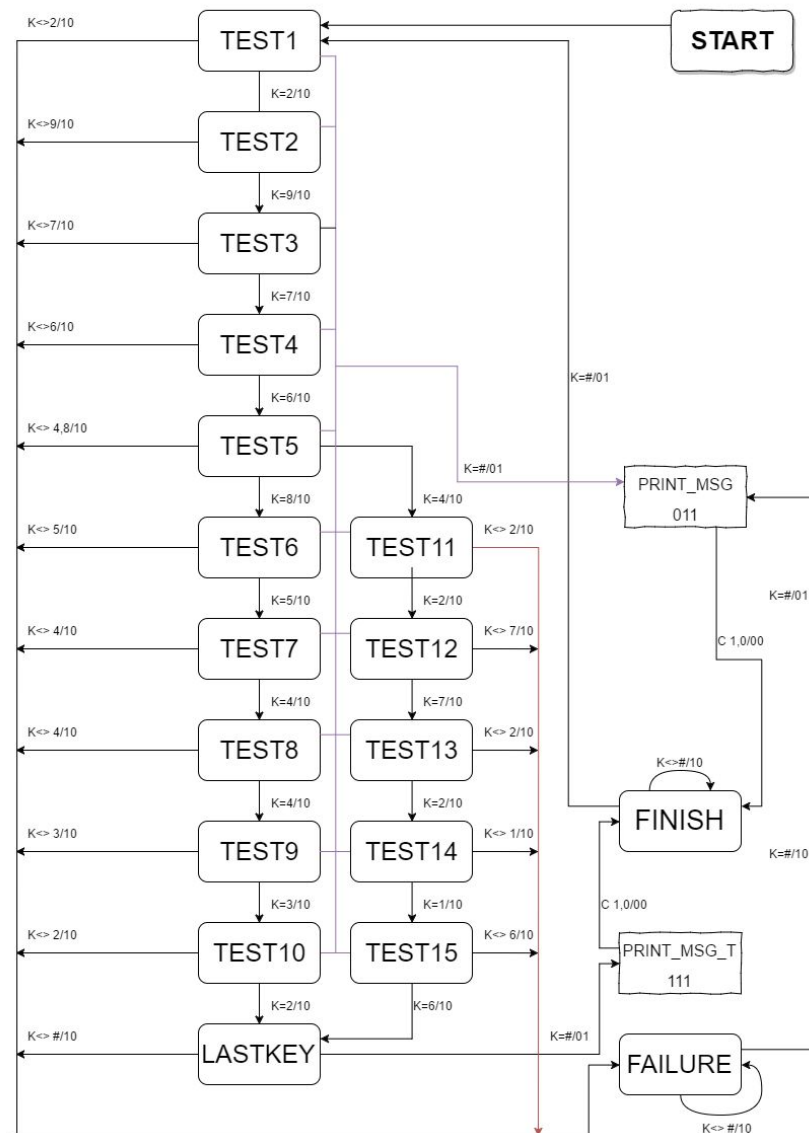 K<>2/10
TEST1
START
K=2/10
K<>9/10
TEST2
K=9/10
K<>7/10
TEST3
K=7/10
K<>6/10
TEST4
K=#/01
K=6/10
K<> 4,8/10
TEST5
K=#/01
PRINT_MSG
011
K=8/10
K=4/10
K<> 5/10
TEST6
TEST11
K<> 2/10
K=5/10
K=2/10
K=#/01
K<> 4/10
TEST7
TEST12
K<> 7/10
C 1,0/00
K=4/10
K=7/10
K<> 4/10
TEST8
TEST13
K<> 2/10
K<>#/10
K=4/10
K=2/10
FINISH
K<> 3/10
TEST9
TEST14
K<> 1/10
K=#/10
K=3/10
K=1/10
C 1,0/00
K<> 2/10
TEST10
TEST15
K<> 6/10
PRINT_MSG_T
111
K=2/10
K=6/10
K<> #/10
LASTKEY
K=#/01
FAILURE
K<> #/10